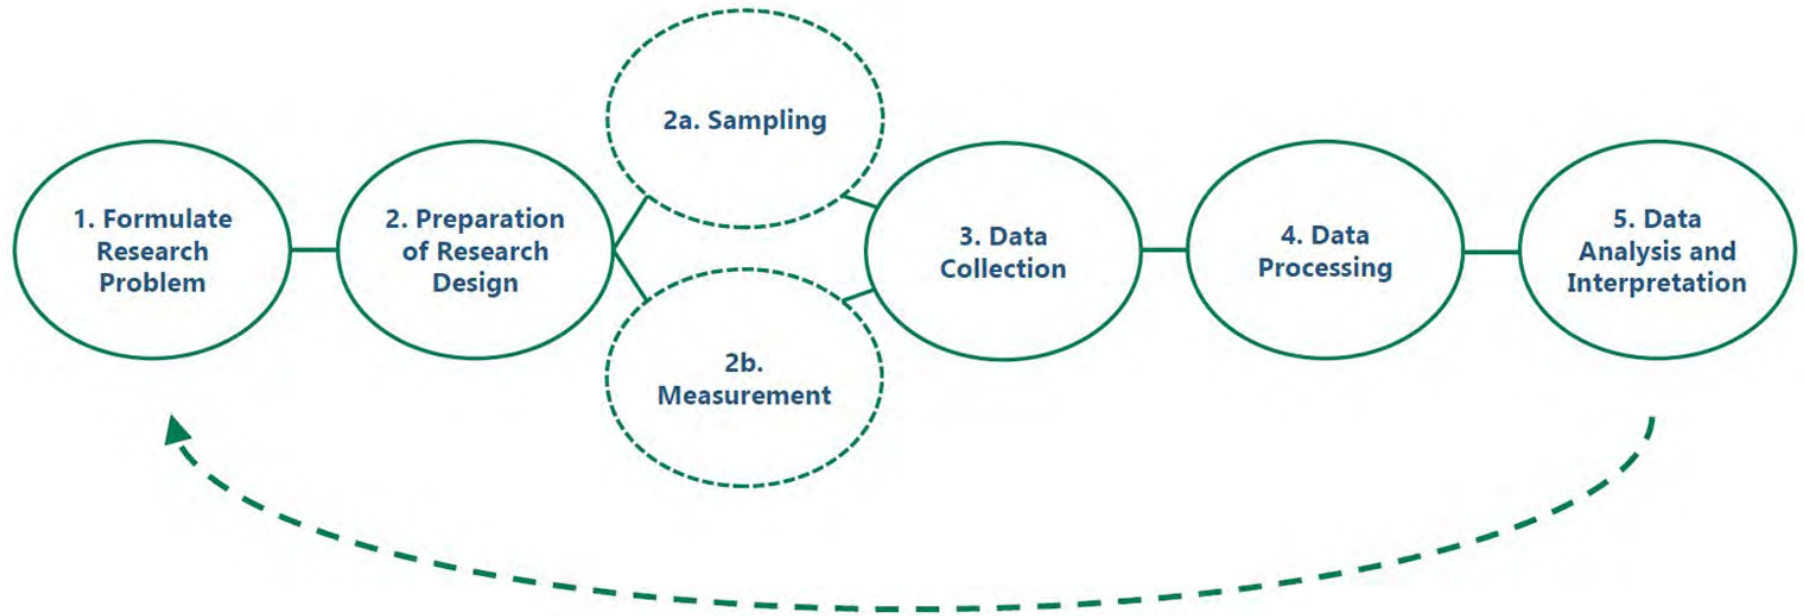 1. Formulate
Research
Problem
2. Preparation
of Research
Design
2a. Sampling
2b.
Measurement
3. Data
Collection
4. Data
Processing
5. Data
Analysis and
Interpretation